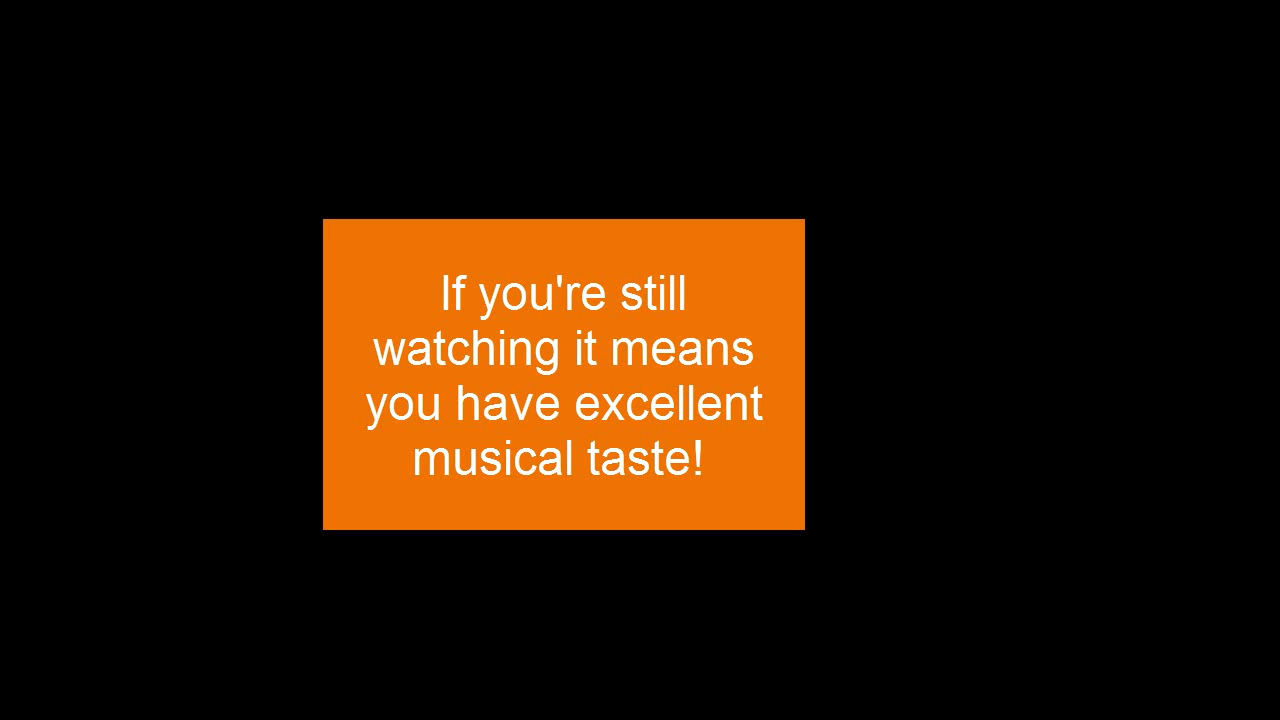 If you're still
watching it means
you have excellent
musical taste!